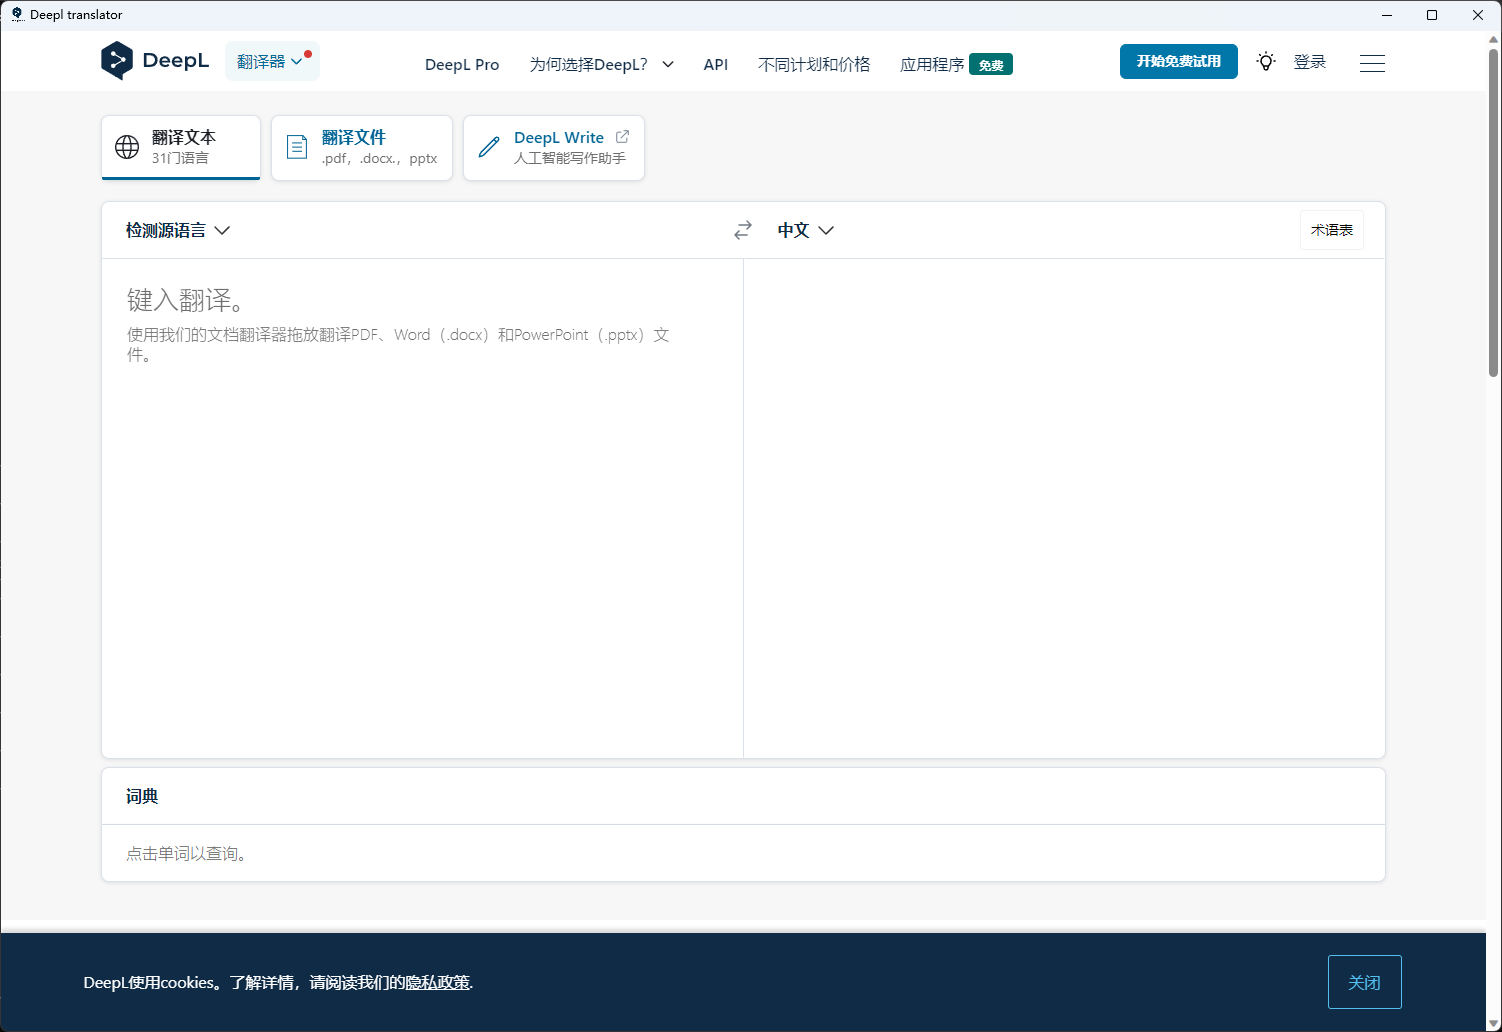 Deepl translator
DeepL
翻译器
DeepL Pro
为何选择DeepL？
API
不同计划和价格
应用程序 免费
开始免费试用
登录
翻译文本
31门语言
翻译文件
.pdf，.docx.，pptx
DeepL Write
人工智能写作助手
检测源语言
中文
术语表
键入翻译。
使用我们的文档翻译器拖放翻译PDF、Word（.docx）和PowerPoint（.pptx）文
件。
词典
点击单词以查询。
DeepL使用cookies。了解详情，请阅读我们的隐私政策.
关闭